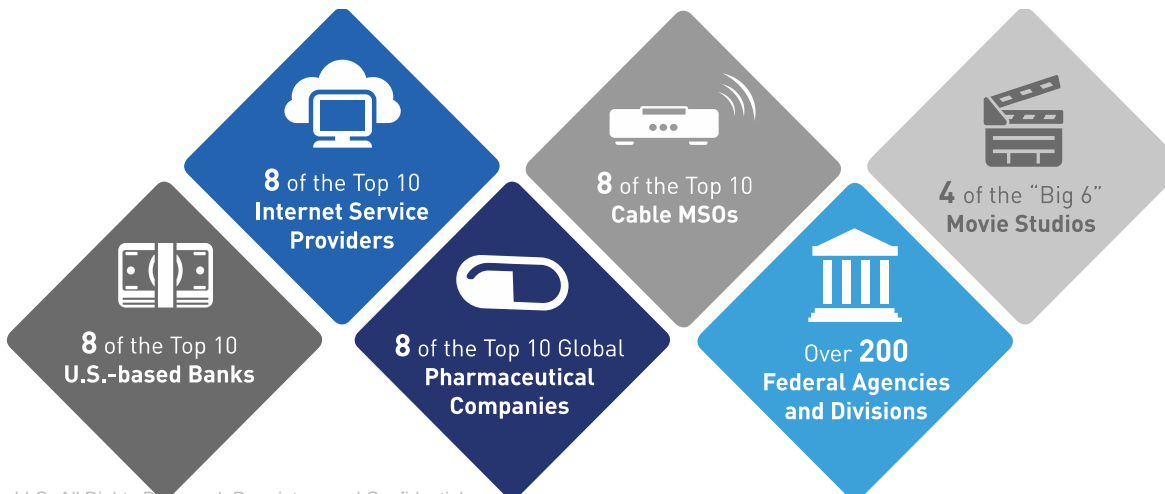 8 of the Top 10
Internet Service
Providers
8 of the Top 10
Cable MSOs
4 of the “Big 6”
Movie Studios
8 of the Top 10
U.S.-based Banks
8 of the Top 10 Global
Pharmaceutical
Companies
Over 200
Federal Agencies
and Divisions
All Rights